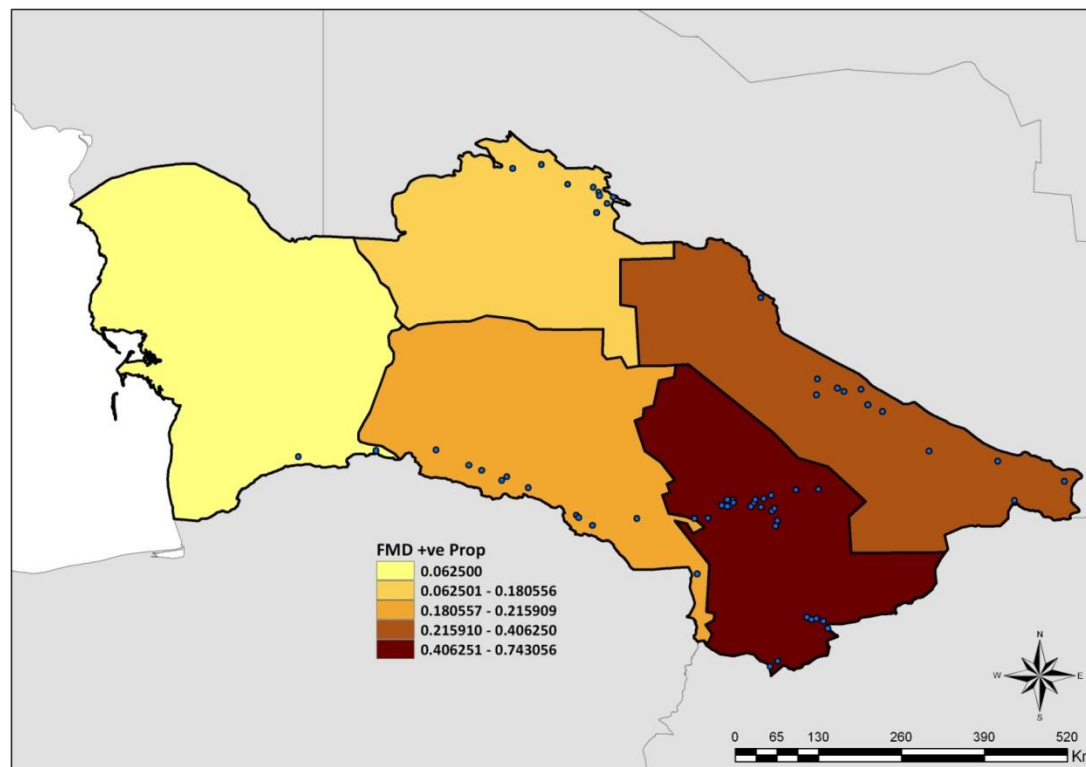 FMD +ve Prop
0.062500
0.062501 - 0.180556
0.180557 - 0.215909
0.215910 - 0.406250
0.406251 - 0.743056
N
W E
S
0 65 130 260 390 520
Km